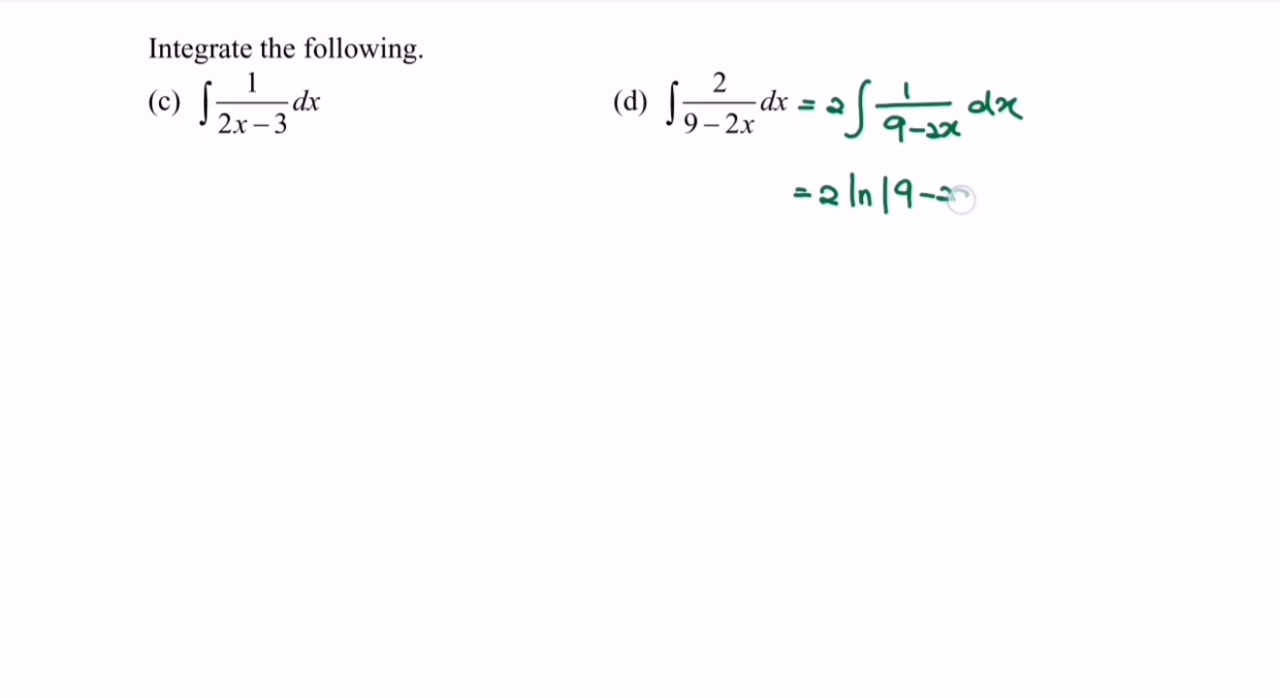 Integrate the following.
(c) ∫ 1/(2x – 3) dx
(d) ∫ 2/(9 – 2x) dx = 2 ∫ 1/(9-2x) dx
= 2 ln |9 -2